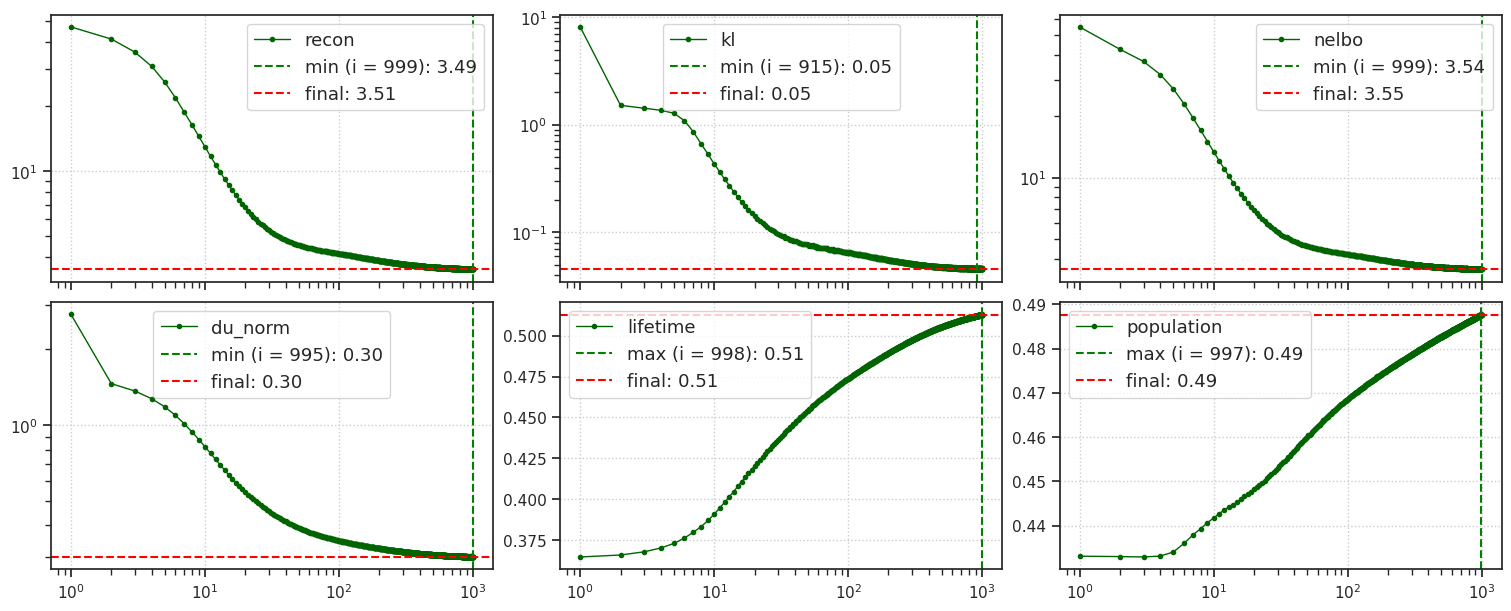 recon
min (i = 999): 3.49
final: 3.51
10¹
kl
min (i = 915): 0.05
final: 0.05
10¹
10⁰
10⁻¹
nelbo
min (i = 999): 3.54
final: 3.55
10¹
du_norm
min (i = 995): 0.30
final: 0.30
10⁰
10⁰ 10¹ 10² 10³
lifetime
max (i = 998): 0.51
final: 0.51
0.500
0.475
0.450
0.425
0.400
0.375
10⁰ 10¹ 10² 10³
population
max (i = 997): 0.49
final: 0.49
0.49
0.48
0.47
0.46
0.45
0.44
10⁰ 10¹ 10² 10³